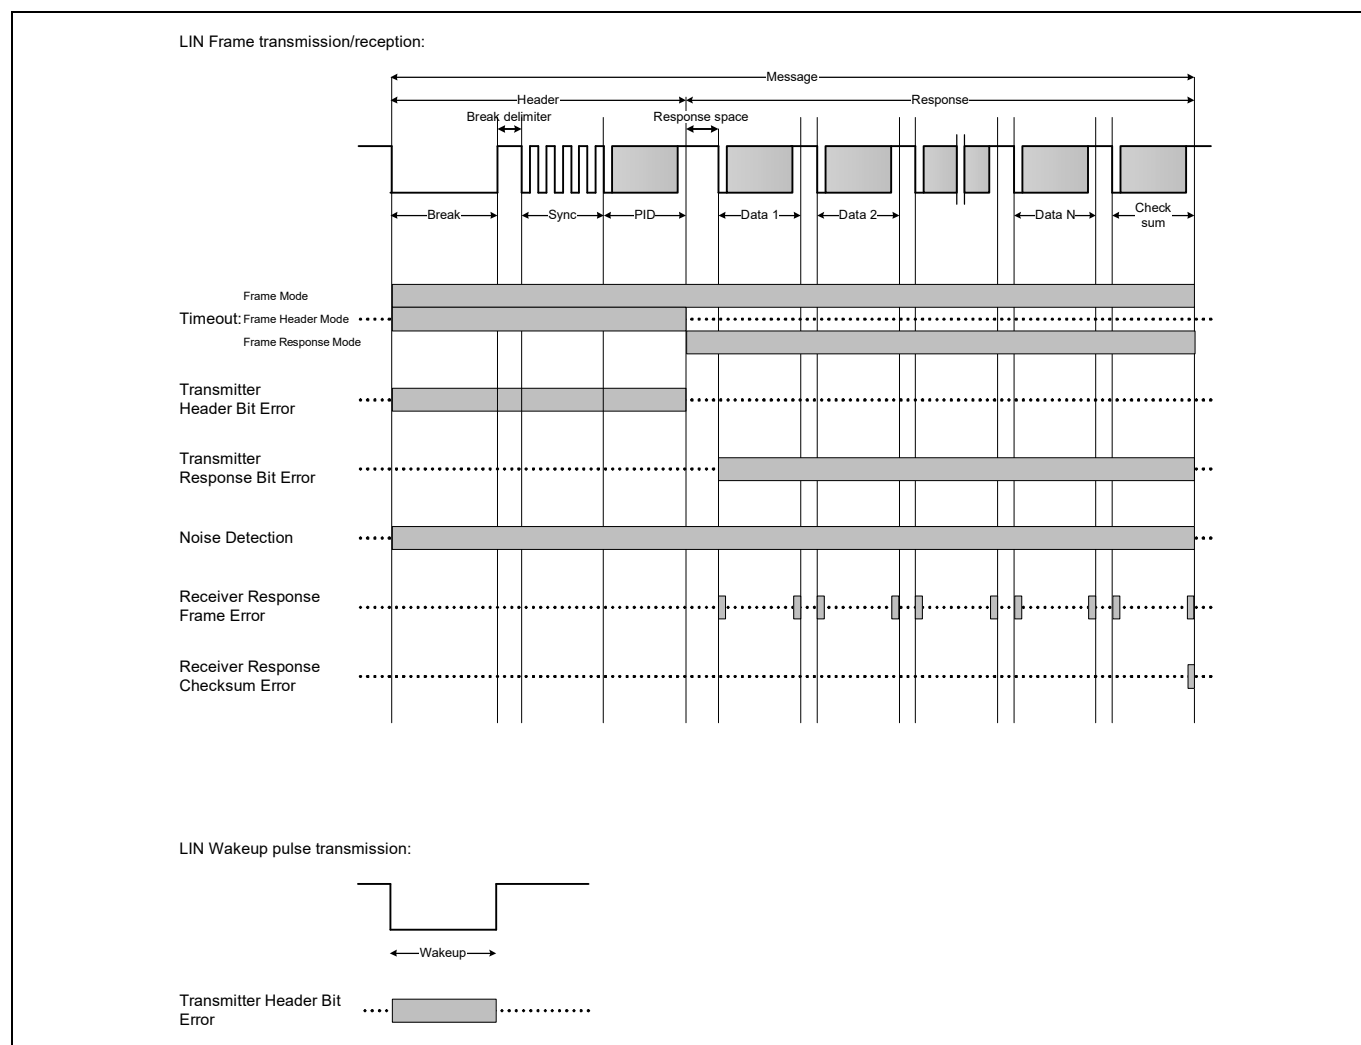 LIN Frame transmission/reception:
Message
Header
Response
Break delimiter
Response space
Break
Sync
PID
Data 1
Data 2
Data N
Check
sum
Frame Mode
Timeout: Frame Header Mode
Frame Response Mode
Transmitter
Header Bit Error
Transmitter
Response Bit Error
Noise Detection
Receiver Response
Frame Error
Receiver Response
Checksum Error
LIN Wakeup pulse transmission:
Wakeup
Transmitter Header Bit
Error